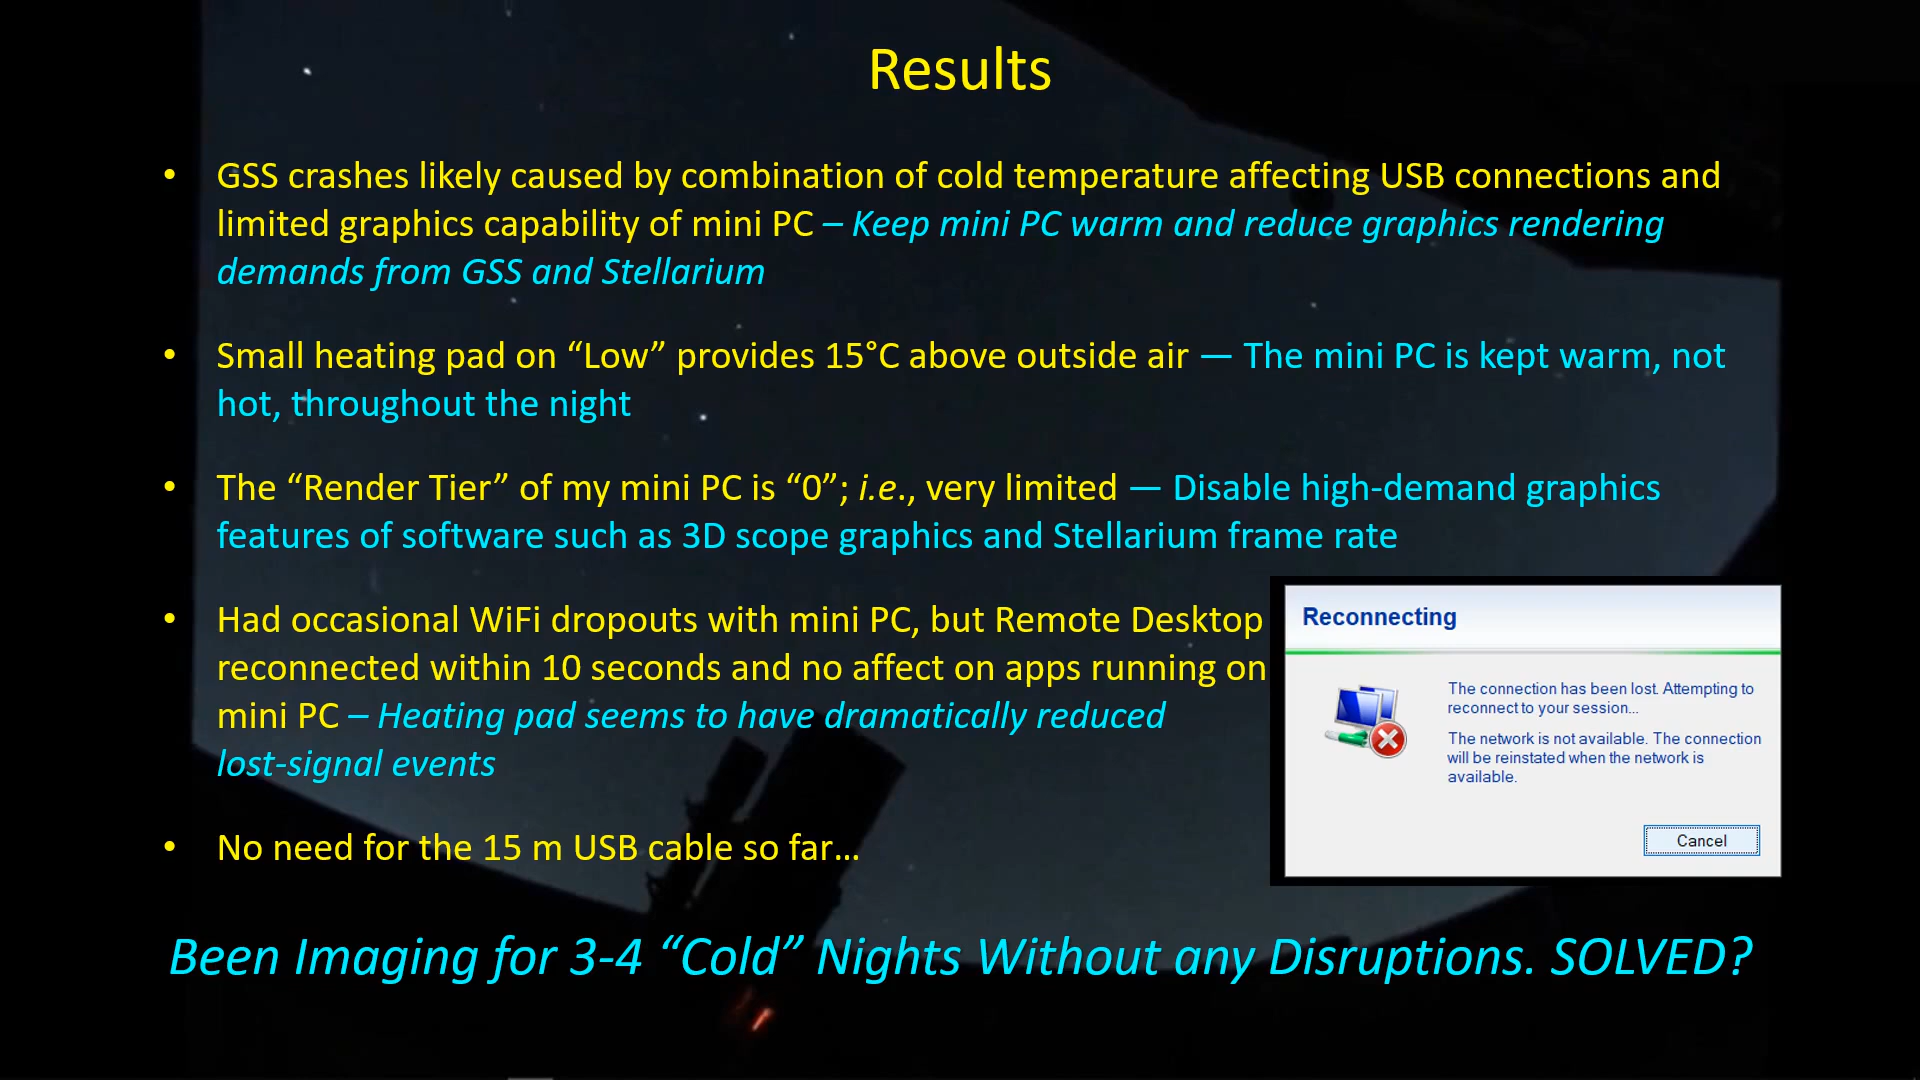 Results
• GSS crashes likely caused by combination of cold temperature affecting USB connections and
limited graphics capability of mini PC – Keep mini PC warm and reduce graphics rendering
demands from GSS and Stellarium
• Small heating pad on “Low” provides 15°C above outside air — The mini PC is kept warm, not
hot, throughout the night
• The “Render Tier” of my mini PC is “0”; i.e., very limited — Disable high-demand graphics
features of software such as 3D scope graphics and Stellarium frame rate
• Had occasional WiFi dropouts with mini PC, but Remote Desktop
reconnected within 10 seconds and no affect on apps running on
mini PC – Heating pad seems to have dramatically reduced
lost-signal events
• No need for the 15 m USB cable so far…
Reconnecting
The connection has been lost. Attempting to
reconnect to your session...
The network is not available. The connection
will be reinstated when the network is
available.
Cancel
Been Imaging for 3-4 “Cold” Nights Without any Disruptions. SOLVED?